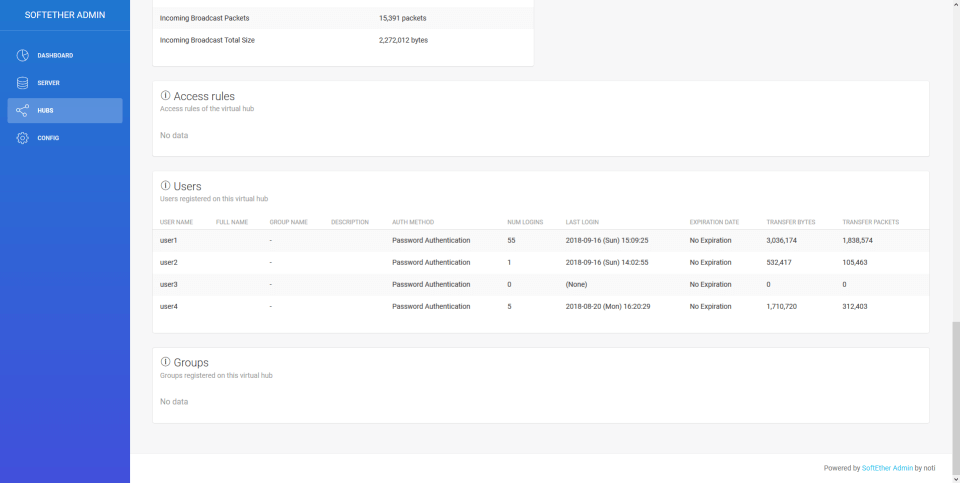 SOFTETHER ADMIN
DASHBOARD
SERVER
HUBS
CONFIG
Incoming Broadcast Packets 15,391 packets
Incoming Broadcast Total Size 2,272,012 bytes
Access rules
Access rules of the virtual hub
No data
Users
Users registered on this virtual hub
USER NAME FULL NAME GROUP NAME DESCRIPTION AUTH METHOD NUM LOGINS LAST LOGIN EXPIRATION DATE TRANSFER BYTES TRANSFER PACKETS
user1 - Password Authentication 55 2018-09-16 (Sun) 15:09:25 No Expiration 3,036,174 1,838,574
user2 - Password Authentication 1 2018-09-16 (Sun) 14:02:55 No Expiration 532,417 105,463
user3 - Password Authentication 0 (None) No Expiration 0 0
user4 - Password Authentication 5 2018-08-20 (Mon) 16:20:29 No Expiration 1,710,720 312,403
Groups
Groups registered on this virtual hub
No data
Powered by SoftEther Admin by noti